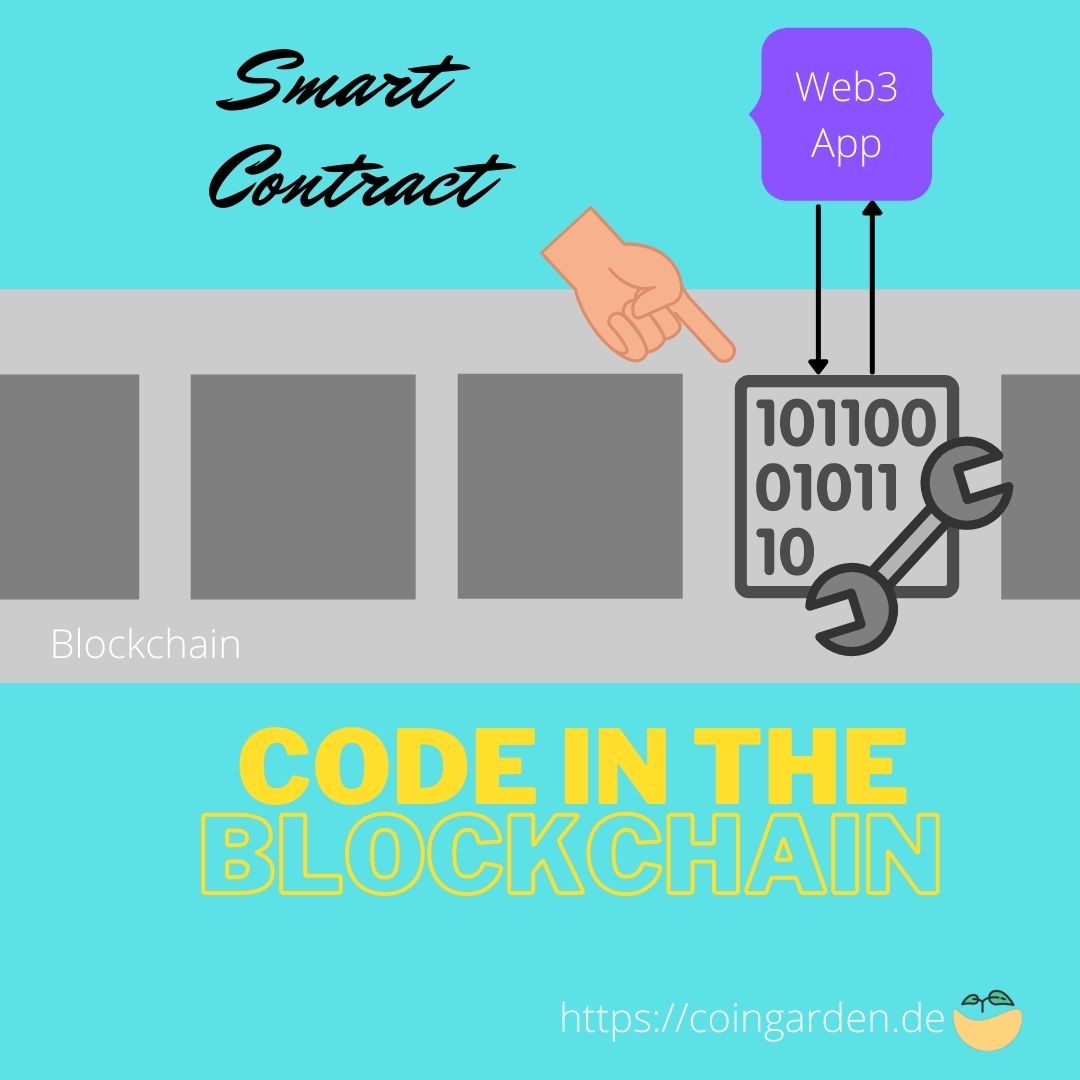 Smart
Contract
Web3
App
101100
01011
10
Blockchain
CODE IN THE
BLOCKCHAIN
https://coingarden.de